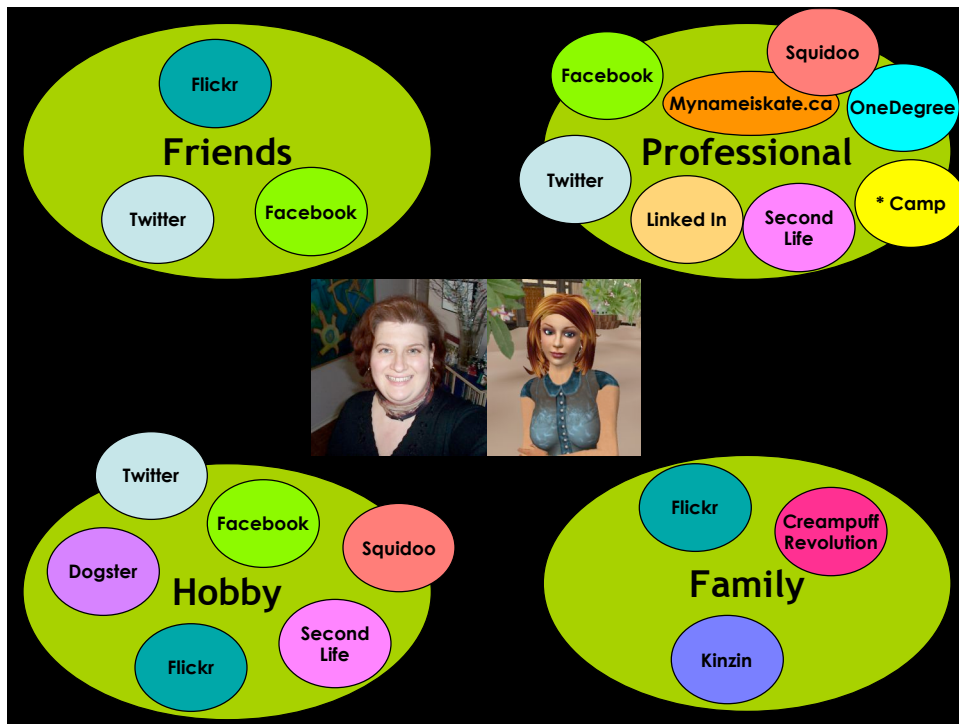 Flickr
Friends
Twitter
Facebook
Squidoo
Facebook
Mynameiskate.ca
OneDegree
Professional
Twitter
Linked In
Second
Life
* Camp
Twitter
Facebook
Squidoo
Dogster
Hobby
Second
Life
Flickr
Flickr
Creampuff
Revolution
Family
Kinzin